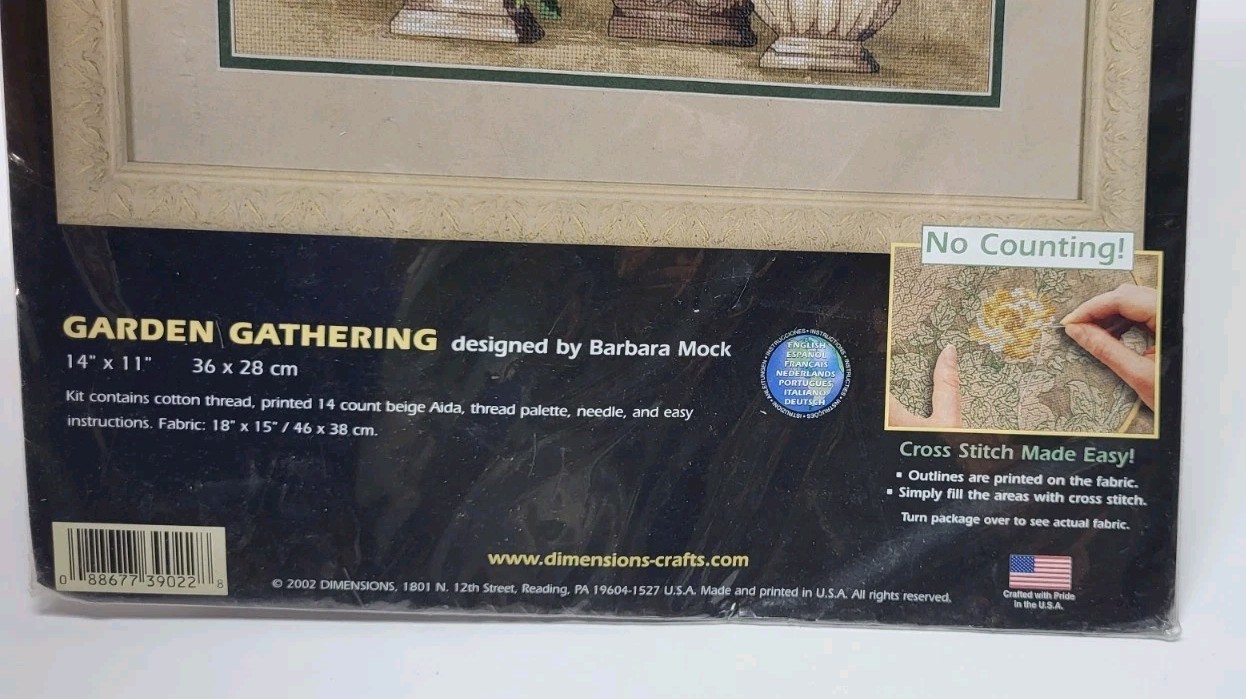 No Counting!
GARDEN GATHERING designed by Barbara Mock
14" x 11" 36 x 28 cm
Kit contains cotton thread, printed 14 count beige Aida, thread palette, needle, and easy
instructions. Fabric: 18" x 15" / 46 x 38 cm.
ENGLISH
ESPAÑOL
FRANÇAIS
NEDERLANDS
PORTUGUES
ITALIANO
DEUTSCH
Cross Stitch Made Easy!
▪ Outlines are printed on the fabric.
▪ Simply fill the areas with cross stitch.
Turn package over to see actual fabric.
www.dimensions-crafts.com
0 88677 39022 8
© 2002 DIMENSIONS, 1801 N. 12th Street, Reading, PA 19604-1527 U.S.A. Made and printed in U.S.A. All rights reserved.
Crafted with Pride
In the U.S.A.